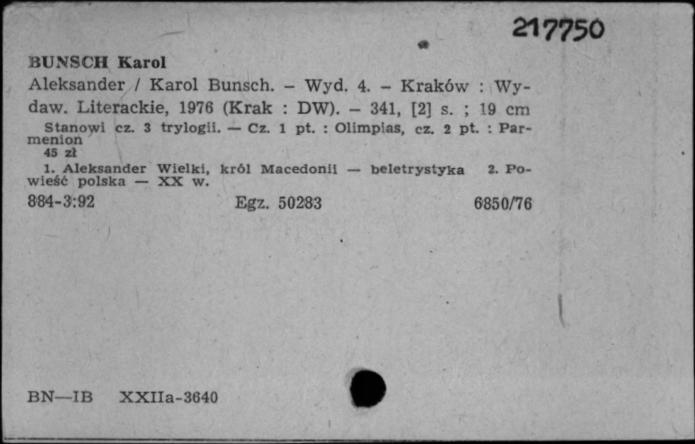 217750
BUNSCH Karol
Aleksander / Karol Bunsch. – Wyd. 4. – Kraków : Wy-
daw. Literackie, 1976 (Krak : DW). – 341, [2] s. ; 19 cm
Stanowi cz. 3 trylogii. — Cz. 1 pt. : Olimpias, cz. 2 pt. : Par-
menion
45 zł
1. Aleksander Wielki, król Macedonii — beletrystyka 2. Po-
wieść polska — XX w.
884-3:92 Egz. 50283 6850/76
BN—IB XXIIa-3640